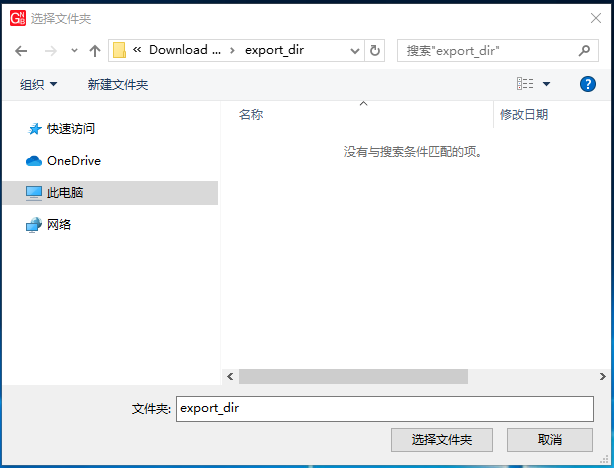 GNB 选择文件夹
« Download ... › export_dir 搜索"export_dir"
组织 新建文件夹 ?
名称 修改日期
快速访问
没有与搜索条件匹配的项。
OneDrive
此电脑
网络
文件夹: export_dir
选择文件夹 取消